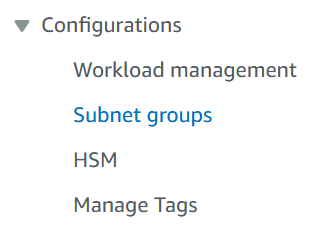 Configurations
Workload management
Subnet groups
HSM
Manage Tags